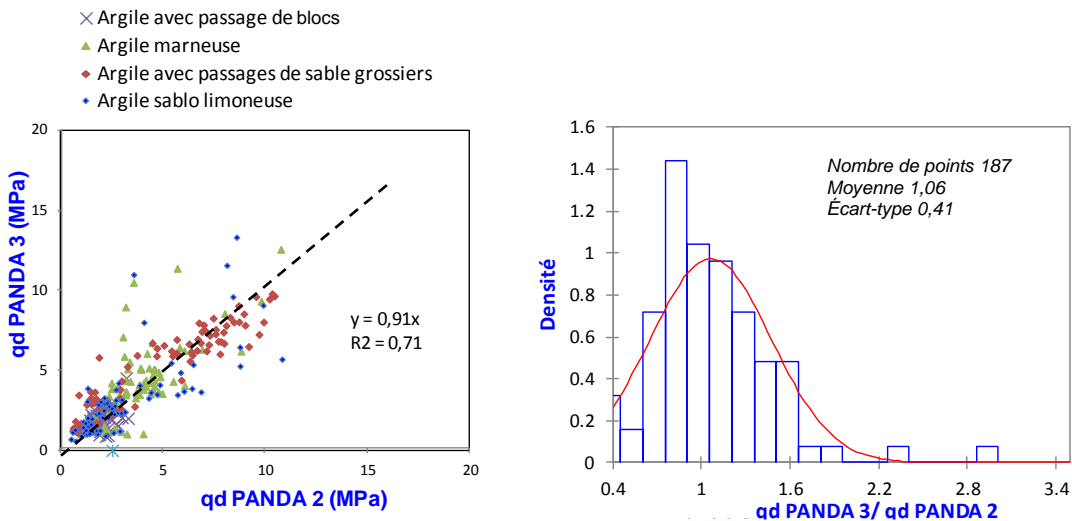 Argile avec passage de blocs
Argile marneuse
Argile avec passages de sable grossiers
Argile sablo limoneuse
20
15
10
5
0
0
5
10
15
20
qd PANDA 3 (MPa)
qd PANDA 2 (MPa)
y = 0,91x
R2 = 0,71
1.6
1.4
1.2
1
0.8
0.6
0.4
0.2
0
0.4
1
1.6
2.2
2.8
3.4
Densité
Nombre de points 187
Moyenne 1,06
Écart-type 0,41
qd PANDA 3/ qd PANDA 2